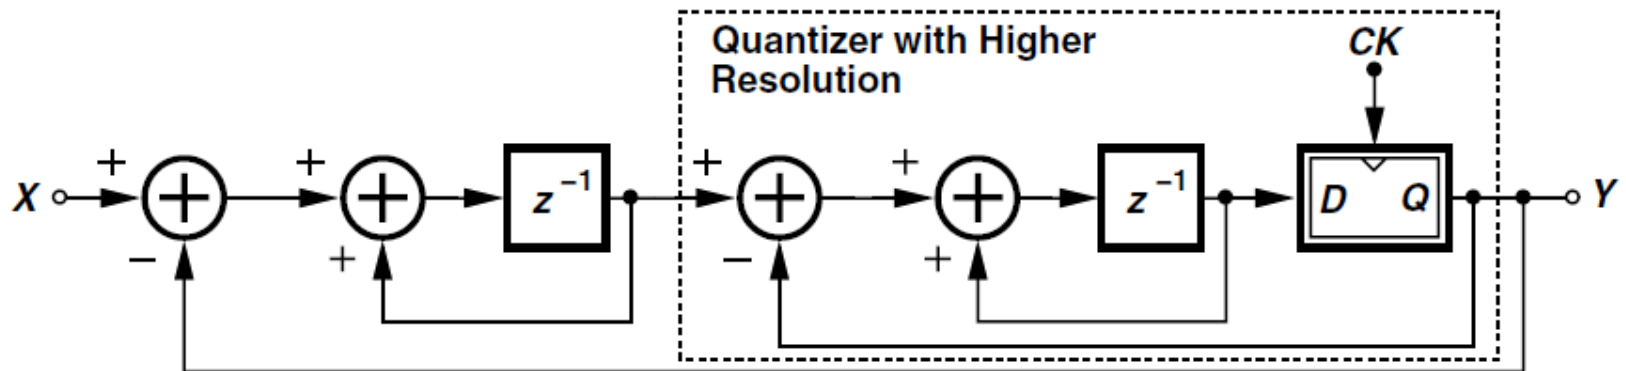 Quantizer with Higher
Resolution
CK
X
+
−
+
+
z⁻¹
+
−
+
+
z⁻¹
D Q
Y